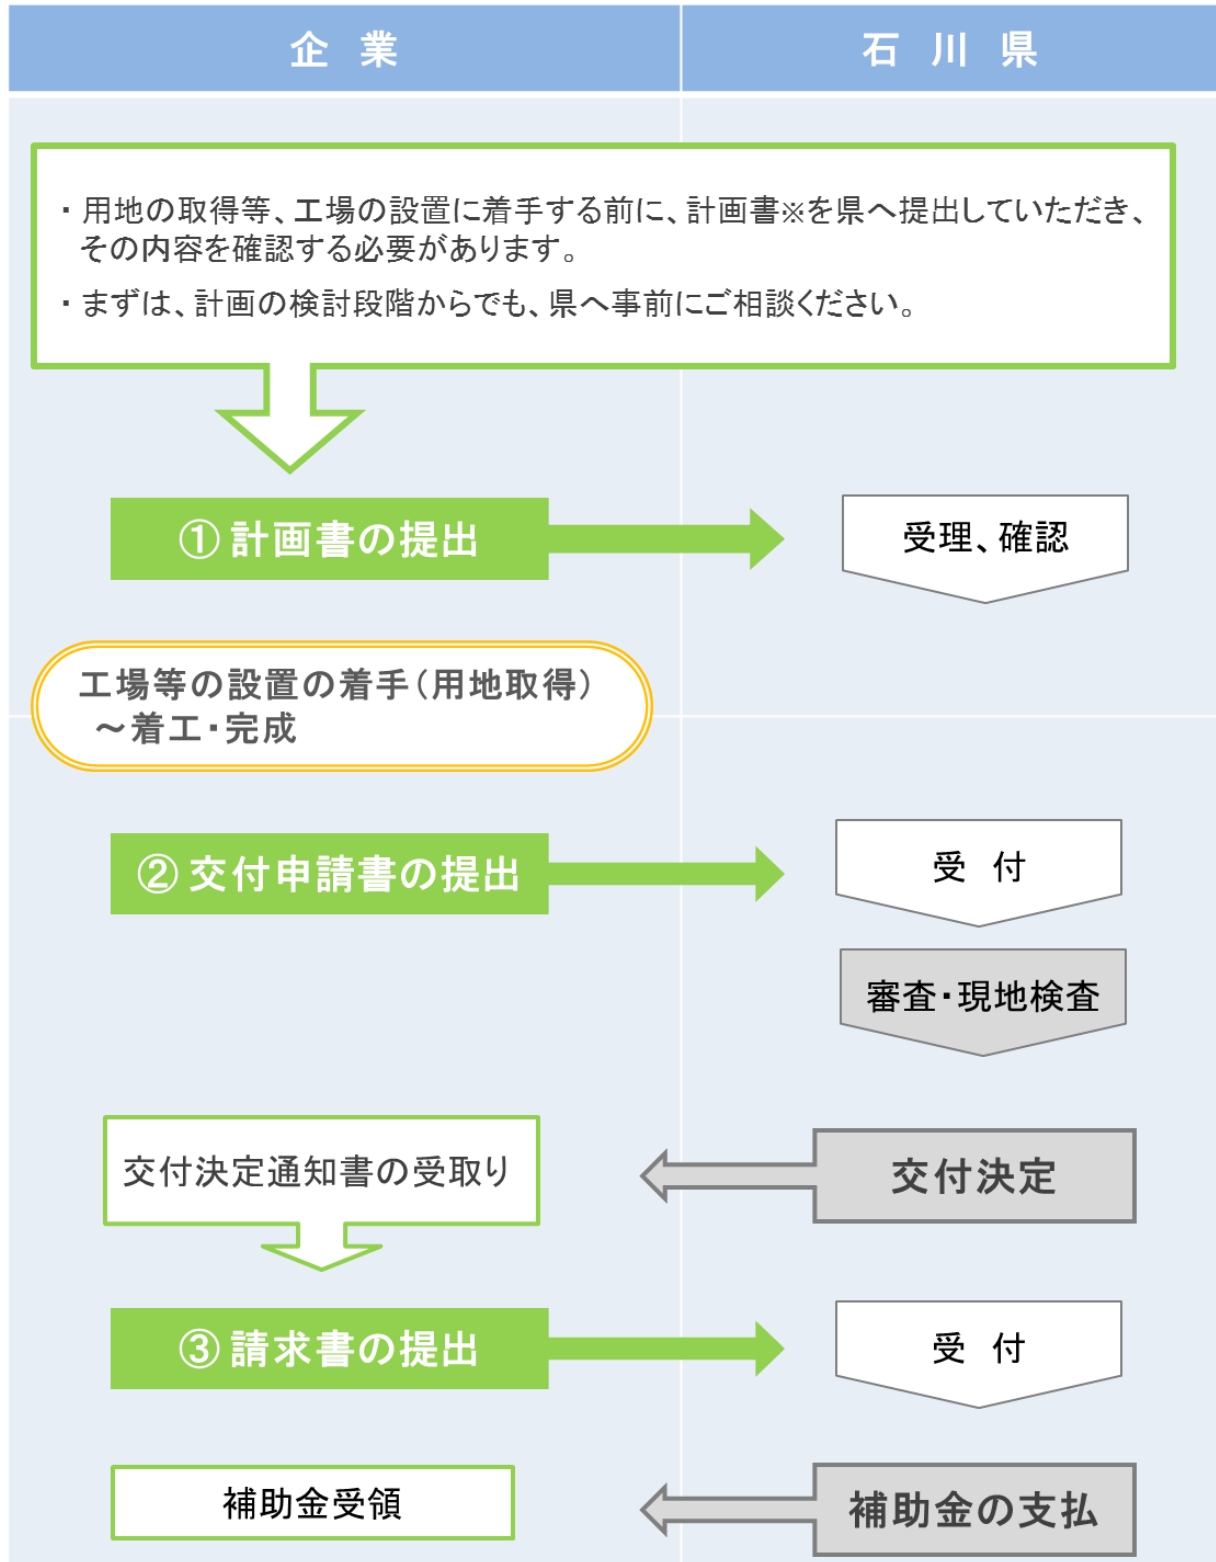 企　業
石　川　県
・用地の取得等、工場の設置に着手する前に、計画書※を県へ提出していただき、
その内容を確認する必要があります。
・まずは、計画の検討段階からでも、県へ事前にご相談ください。
①計画書の提出
受理、確認
工場等の設置の着手（用地取得）
～着工・完成
②交付申請書の提出
受　付
審査・現地検査
交付決定通知書の受取り
交付決定
③請求書の提出
受　付
補助金受領
補助金の支払